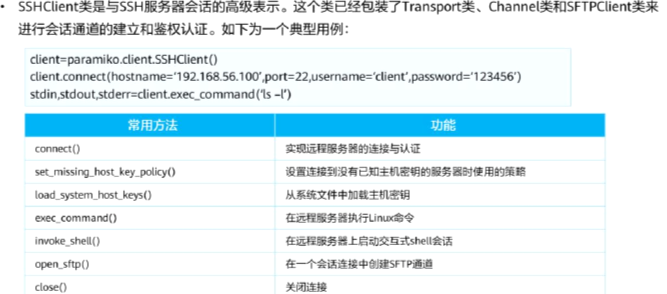 • SSHClient类是与SSH服务器会话的高级表示。这个类已经包装了Transport类、Channel类和SFTPClient类来
进行会话通道的建立和鉴权认证。如下为一个典型用例：
client=paramiko.client.SSHClient()
client.connect(hostname='192.168.56.100',port=22,username='client',password='123456')
stdin,stdout,stderr=client.exec_command('ls –l')
常用方法 功能
connect() 实现远程服务器的连接与认证
set_missing_host_key_policy() 设置连接到没有已知主机密钥的服务器时使用的策略
load_system_host_keys() 从系统文件中加载主机密钥
exec_command() 在远程服务器执行Linux命令
invoke_shell() 在远程服务器上启动交互式shell会话
open_sftp() 在一个会话连接中创建SFTP通道
close() 关闭连接